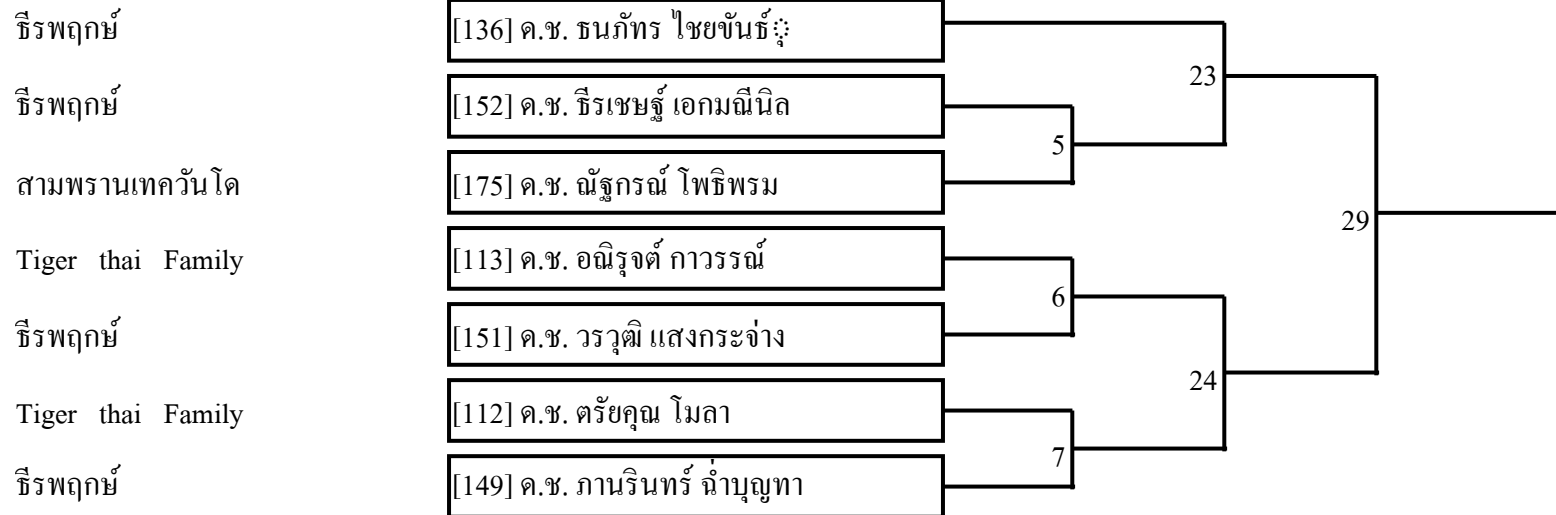 ธีรพฤกษ์ [136] ด.ช. ธนภัทร ไชยขันธ์ุ
23
ธีรพฤกษ์ [152] ด.ช. ธีรเชษฐ์ เอกมณีนิล
5
สามพรานเทควันโด [175] ด.ช. ณัฐกรณ์ โพธิพรม
29
Tiger thai Family [113] ด.ช. อณิรุจต์ กาวรรณ์
6
ธีรพฤกษ์ [151] ด.ช. วรวุฒิ แสงกระจ่าง
24
Tiger thai Family [112] ด.ช. ตรัยคุณ โมลา
7
ธีรพฤกษ์ [149] ด.ช. ภานรินทร์ ฉ่ำบุญทา